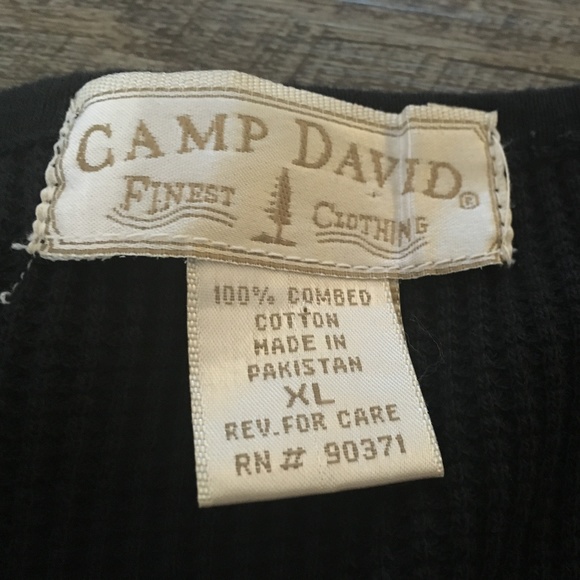 CAMP DAVID®
FINEST CLOTHING
100% COMBED
COTTON
MADE IN
PAKISTAN
XL
REV. FOR CARE
RN # 90371